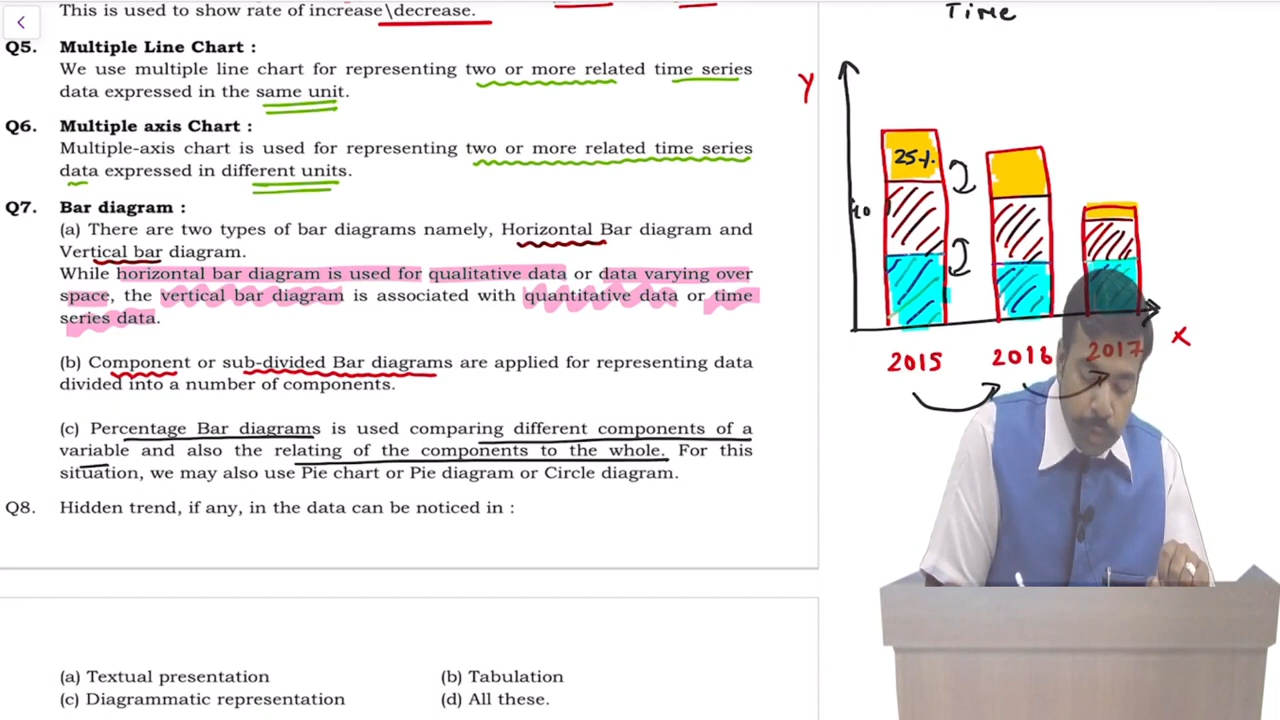 This is used to show rate of increase\decrease.
Q5. Multiple Line Chart :
We use multiple line chart for representing two or more related time series
data expressed in the same unit.
Q6. Multiple axis Chart :
Multiple-axis chart is used for representing two or more related time series
data expressed in different units.
Q7. Bar diagram :
(a) There are two types of bar diagrams namely, Horizontal Bar diagram and
Vertical bar diagram.
While horizontal bar diagram is used for qualitative data or data varying over
space, the vertical bar diagram is associated with quantitative data or time
series data.
(b) Component or sub-divided Bar diagrams are applied for representing data
divided into a number of components.
(c) Percentage Bar diagrams is used comparing different components of a
variable and also the relating of the components to the whole. For this
situation, we may also use Pie chart or Pie diagram or Circle diagram.
Q8. Hidden trend, if any, in the data can be noticed in :
(a) Textual presentation (b) Tabulation
(c) Diagrammatic representation (d) All these.
Time
Y
25%
X
2015 2016 2017